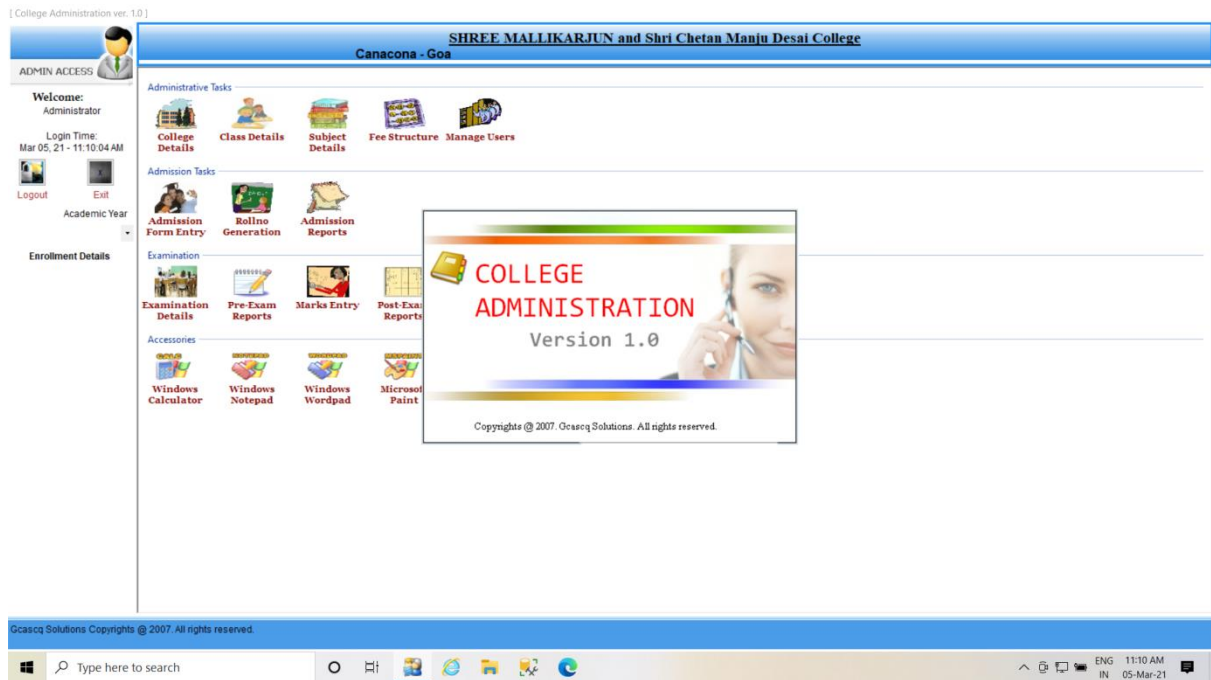 [ College Administration ver. 1.0 ]
SHREE MALLIKARJUN and Shri Chetan Manju Desai College
Canacona - Goa
ADMIN ACCESS
Welcome:
Administrator
Login Time:
Mar 05, 21 - 11:10:04 AM
Logout Exit
Academic Year
Enrollment Details
Administrative Tasks
College Details
Class Details
Subject Details
Fee Structure
Manage Users
Admission Tasks
Admission Form Entry
Rollno Generation
Admission Reports
Examination
Examination Details
Pre-Exam Reports
Marks Entry
Post-Exa
Reports
Accessories
CALC
Windows Calculator
NOTEPAD
Windows Notepad
WORDPAD
Windows Wordpad
MSPAINT
Microsof
Paint
COLLEGE
ADMINISTRATION
Version 1.0
Copyrights @ 2007. Gcascq Solutions. All rights reserved.
Gcascq Solutions Copyrights @ 2007. All rights reserved.
Type here to search
ENG
IN
11:10 AM
05-Mar-21